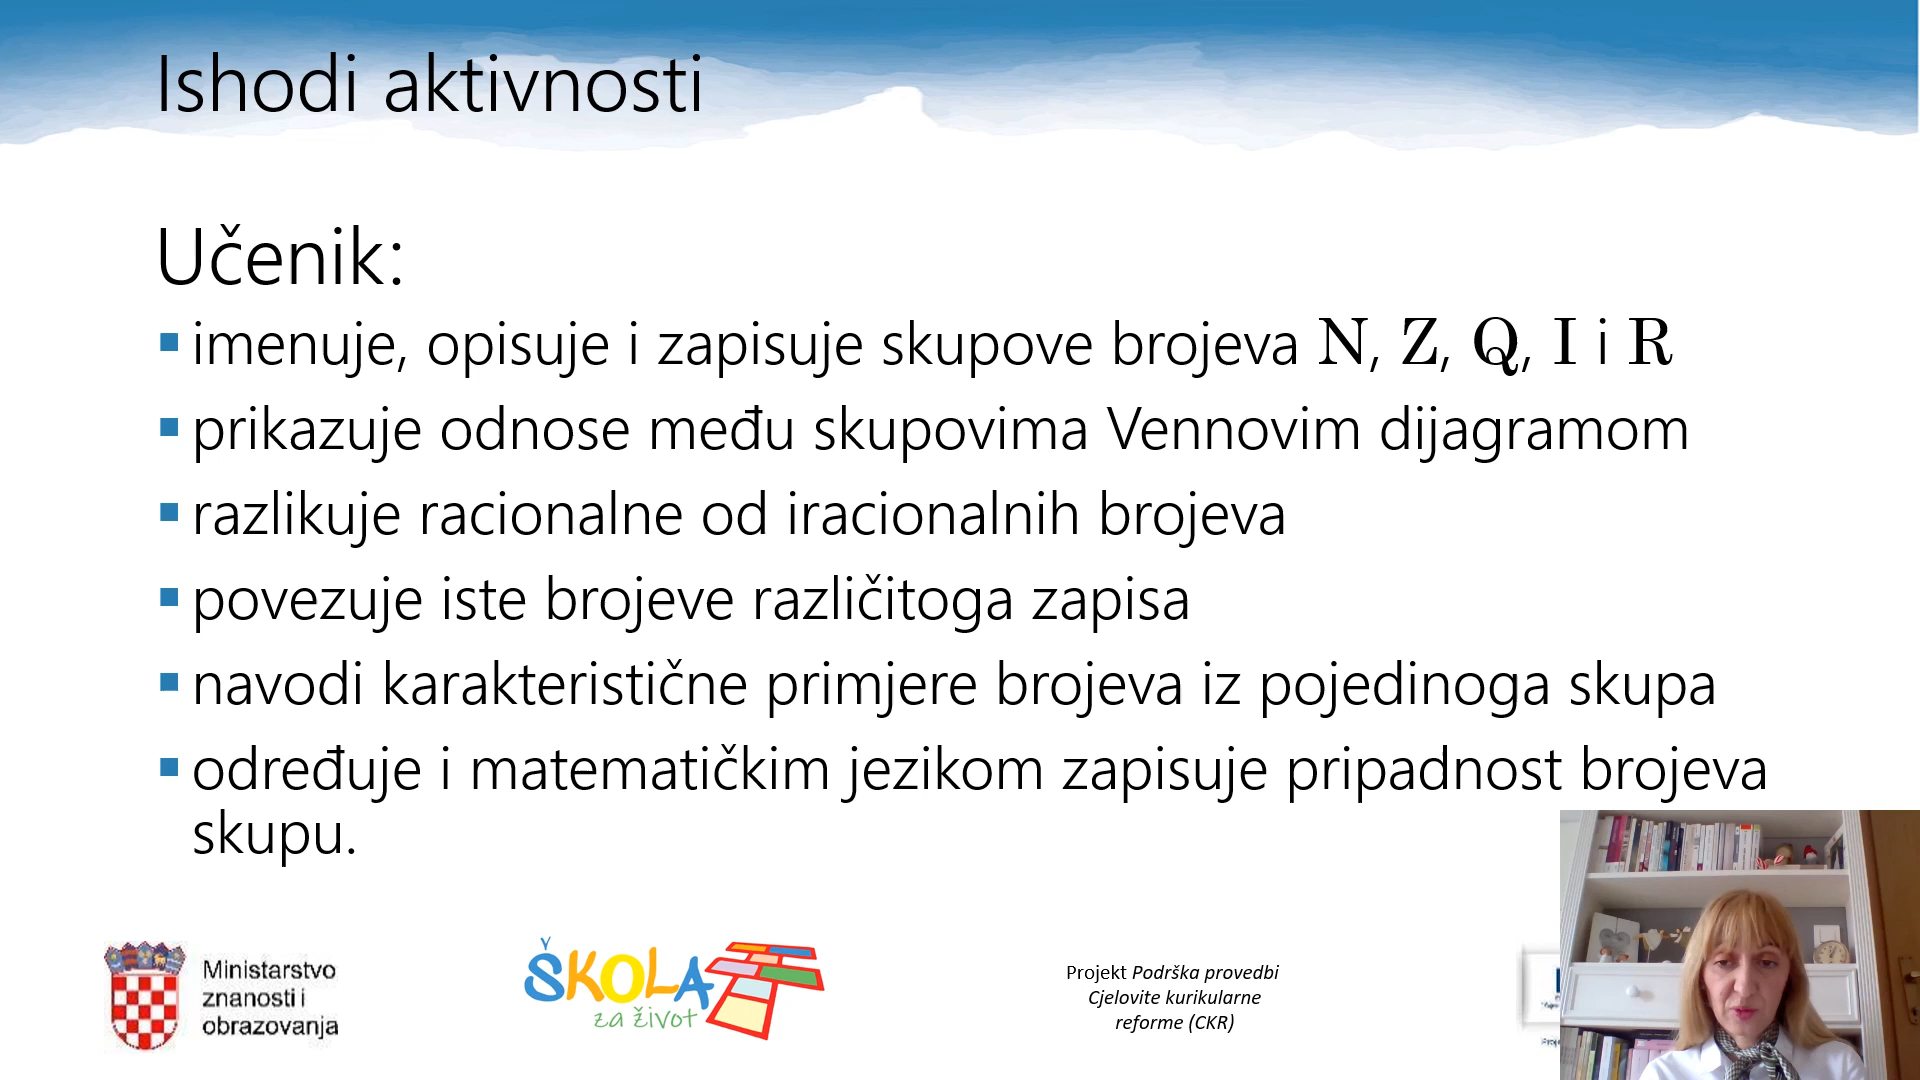 Ishodi aktivnosti
Učenik:
imenuje, opisuje i zapisuje skupove brojeva N, Z, Q, I i R
prikazuje odnose među skupovima Vennovim dijagramom
razlikuje racionalne od iracionalnih brojeva
povezuje iste brojeve različitoga zapisa
navodi karakteristične primjere brojeva iz pojedinoga skupa
određuje i matematičkim jezikom zapisuje pripadnost brojeva
skupu.
Ministarstvo
znanosti i
obrazovanja
ŠKOLA
za život
Projekt Podrška provedbi
Cjelovite kurikularne
reforme (CKR)